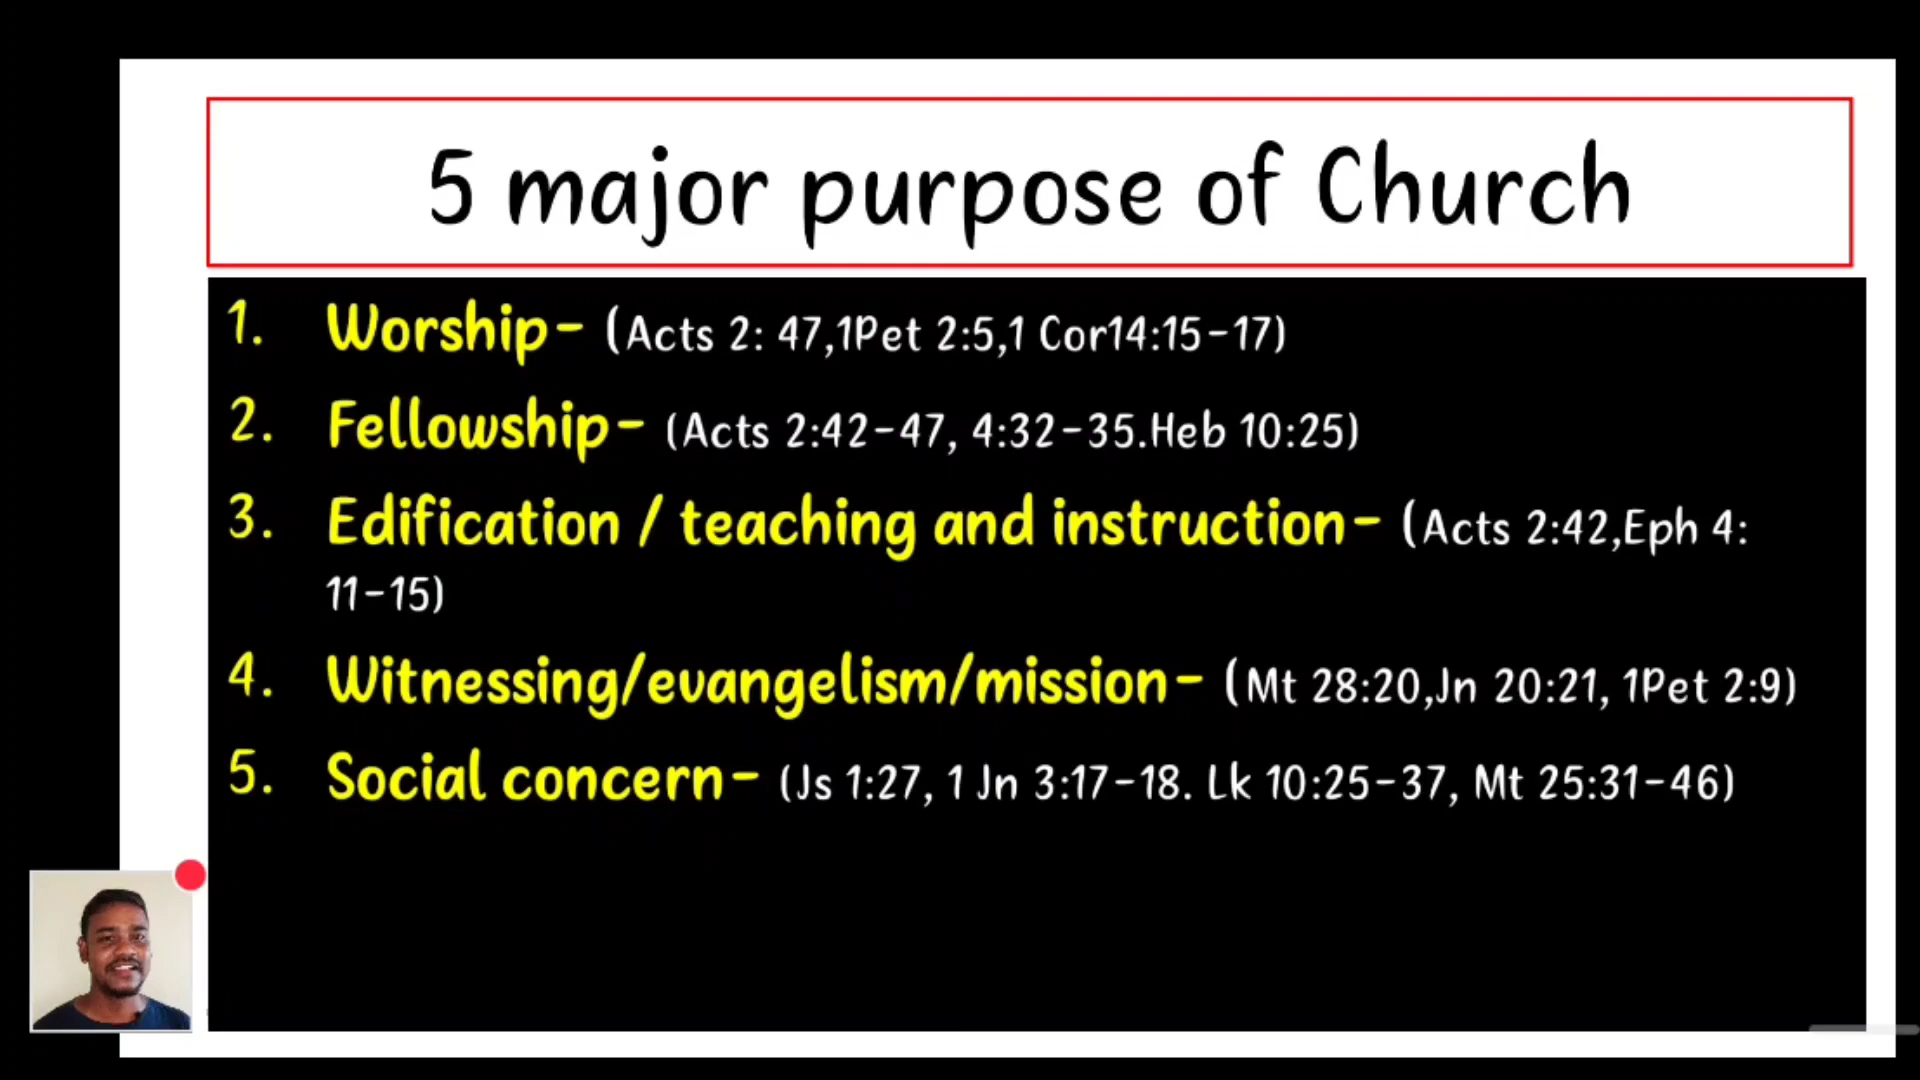 5 major purpose of Church
1. Worship- (Acts 2: 47,1Pet 2:5,1 Cor14:15-17)
2. Fellowship- (Acts 2:42-47, 4:32-35.Heb 10:25)
3. Edification / teaching and instruction- (Acts 2:42,Eph 4:
11-15)
4. Witnessing/evangelism/mission- (Mt 28:20,Jn 20:21, 1Pet 2:9)
5. Social concern- (Js 1:27, 1 Jn 3:17-18. Lk 10:25-37, Mt 25:31-46)